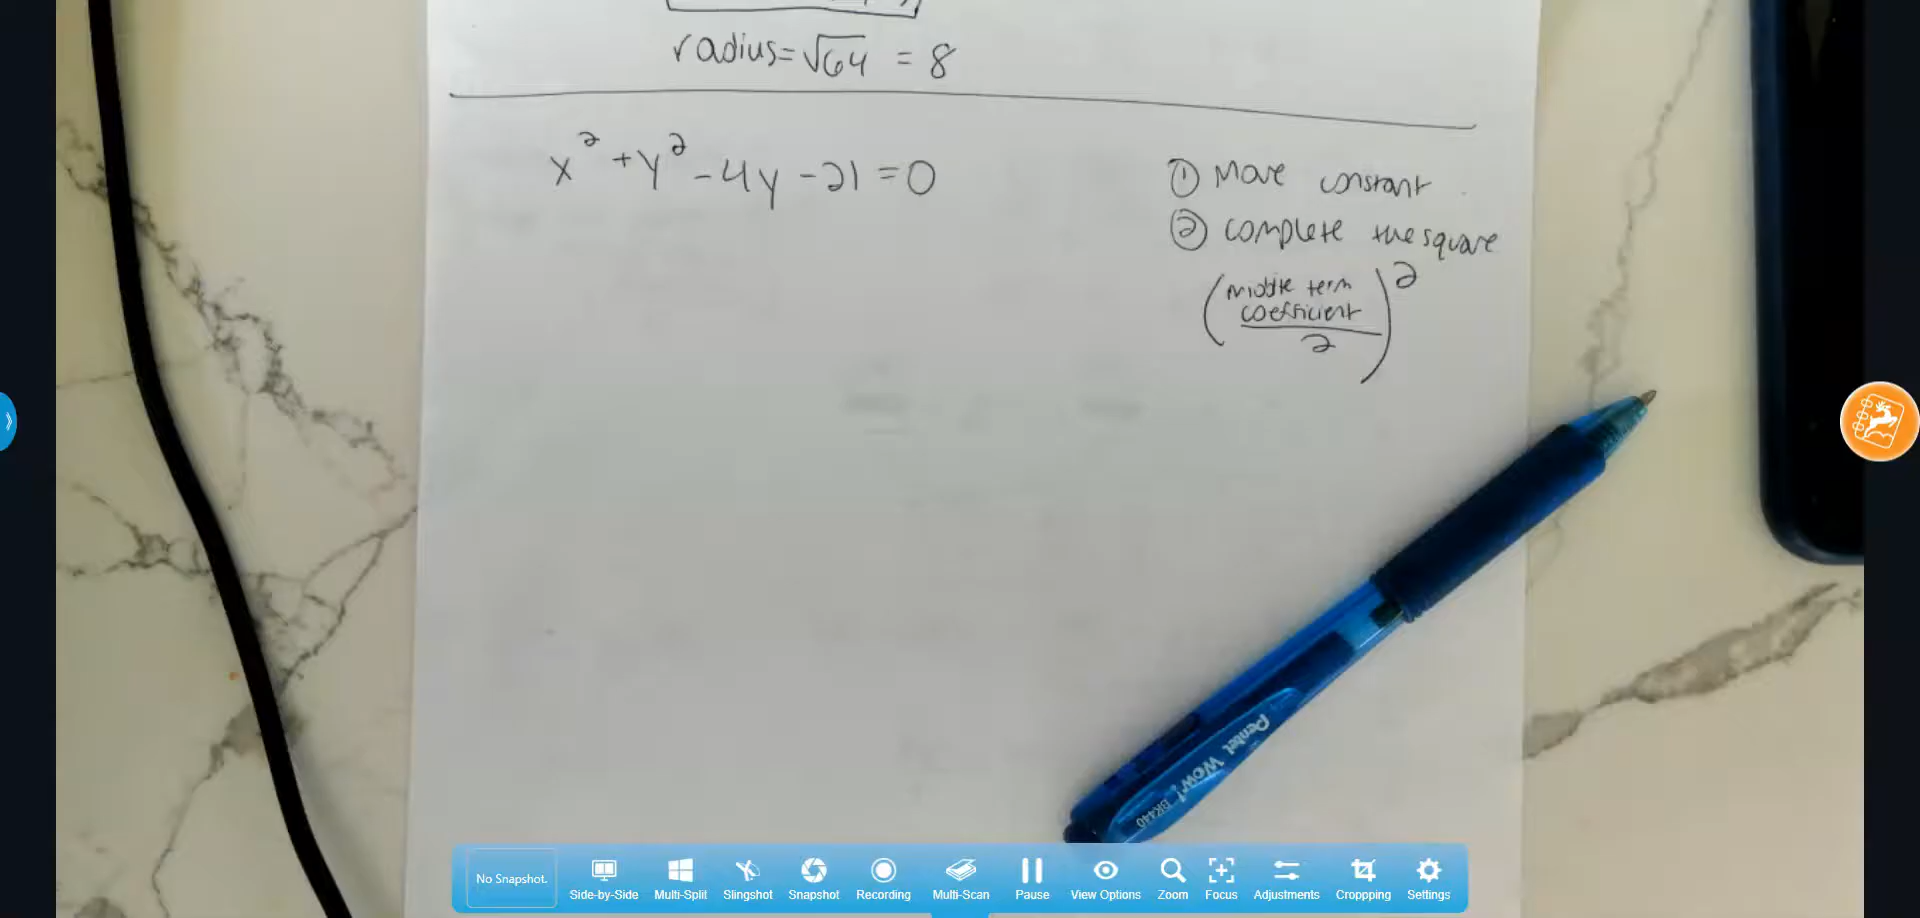 radius = √64 = 8
x² + y² - 4y - 21 = 0
① Move constant
② complete the square
(middle term
coefficient
2)²
Pentel WOW! BK440
No Snapshot.
Side-by-Side
Multi-Split
Slingshot
Snapshot
Recording
Multi-Scan
Pause
View Options
Zoom
Focus
Adjustments
Croppping
Settings